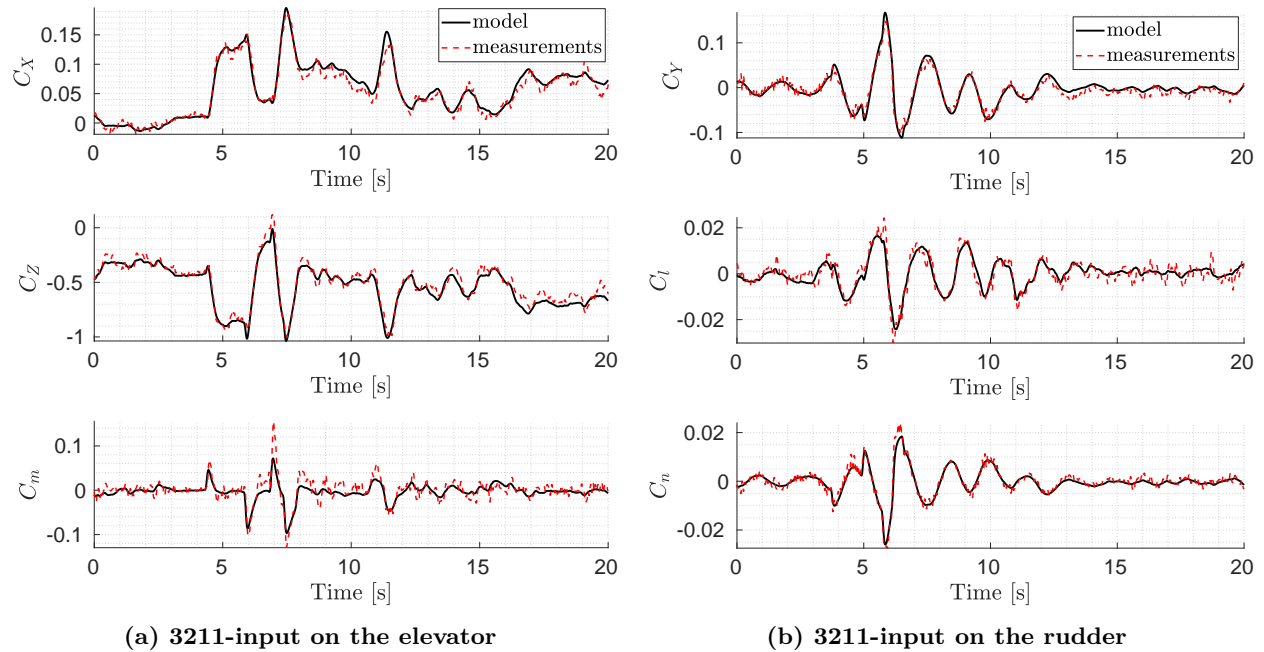 model
measurements
C_X
0.15
0.1
0.05
0
0 5 10 15 20
Time [s]
C_Z
0
-0.5
-1
0 5 10 15 20
Time [s]
C_m
0.1
0
-0.1
0 5 10 15 20
Time [s]
(a) 3211-input on the elevator
model
measurements
C_Y
0.1
0
-0.1
0 5 10 15 20
Time [s]
C_l
0.02
0
-0.02
0 5 10 15 20
Time [s]
C_n
0.02
0
-0.02
0 5 10 15 20
Time [s]
(b) 3211-input on the rudder